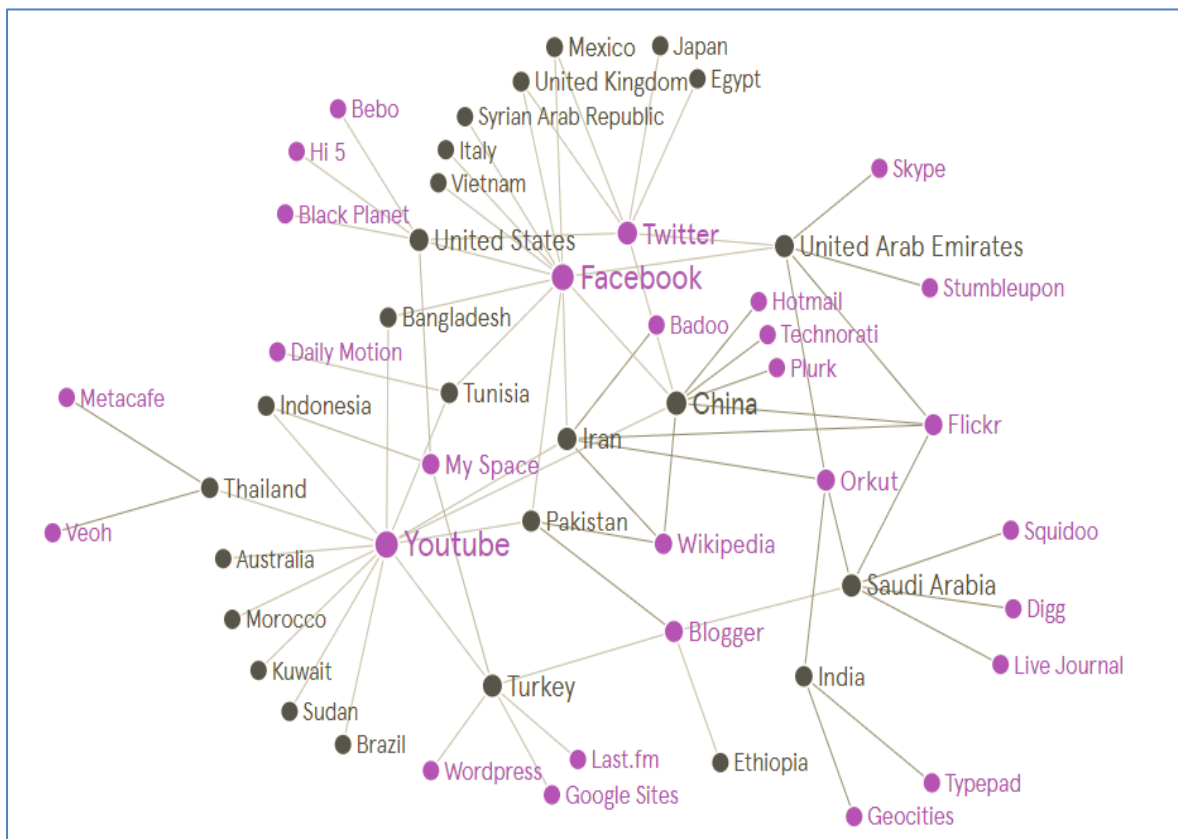 Mexico
Japan
United Kingdom
Egypt
Bebo
Syrian Arab Republic
Hi 5
Italy
Skype
Vietnam
Black Planet
United States
Twitter
United Arab Emirates
Facebook
Stumbleupon
Hotmail
Bangladesh
Badoo
Technorati
Daily Motion
Plurk
Metacafe
Indonesia
Tunisia
China
Flickr
Iran
My Space
Orkut
Thailand
Pakistan
Veoh
Youtube
Wikipedia
Squidoo
Australia
Saudi Arabia
Digg
Morocco
Blogger
Live Journal
Kuwait
India
Turkey
Sudan
Brazil
Last.fm
Ethiopia
Wordpress
Typepad
Google Sites
Geocities